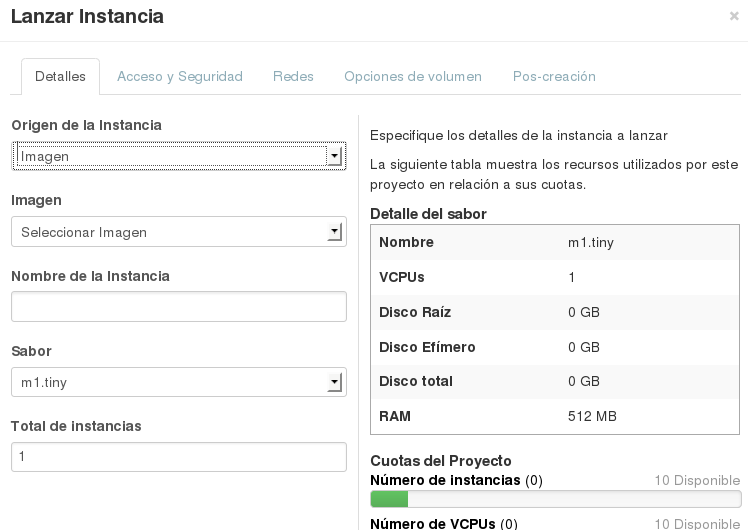 Lanzar Instancia
×
Detalles Acceso y Seguridad Redes Opciones de volumen Pos-creación
Origen de la Instancia
Imagen
Imagen
Seleccionar Imagen
Nombre de la Instancia
Sabor
m1.tiny
Total de instancias
1
Especifique los detalles de la instancia a lanzar
La siguiente tabla muestra los recursos utilizados por este
proyecto en relación a sus cuotas.
Detalle del sabor
Nombre m1.tiny
VCPUs 1
Disco Raíz 0 GB
Disco Efímero 0 GB
Disco total 0 GB
RAM 512 MB
Cuotas del Proyecto
Número de instancias (0) 10 Disponible
Número de VCPUs (0) 10 Disponible